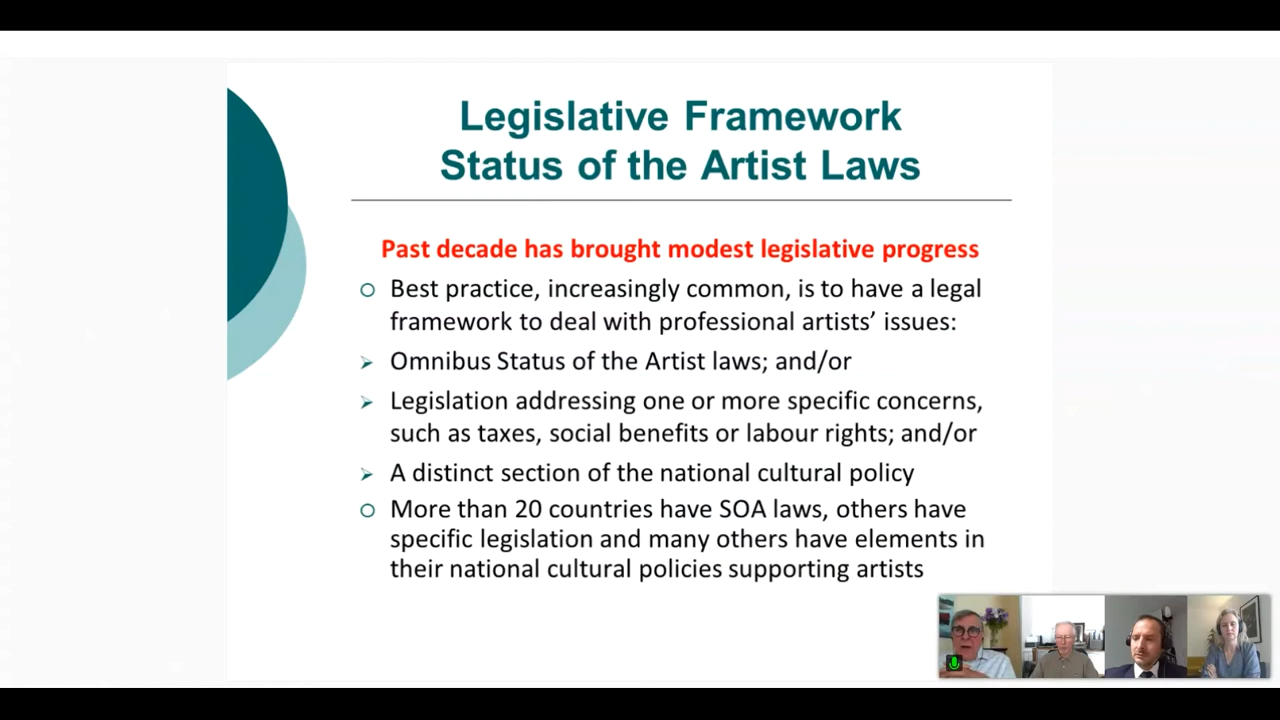 Legislative Framework
Status of the Artist Laws
Past decade has brought modest legislative progress
Best practice, increasingly common, is to have a legal
framework to deal with professional artists’ issues:
Omnibus Status of the Artist laws; and/or
Legislation addressing one or more specific concerns,
such as taxes, social benefits or labour rights; and/or
A distinct section of the national cultural policy
More than 20 countries have SOA laws, others have
specific legislation and many others have elements in
their national cultural policies supporting artists